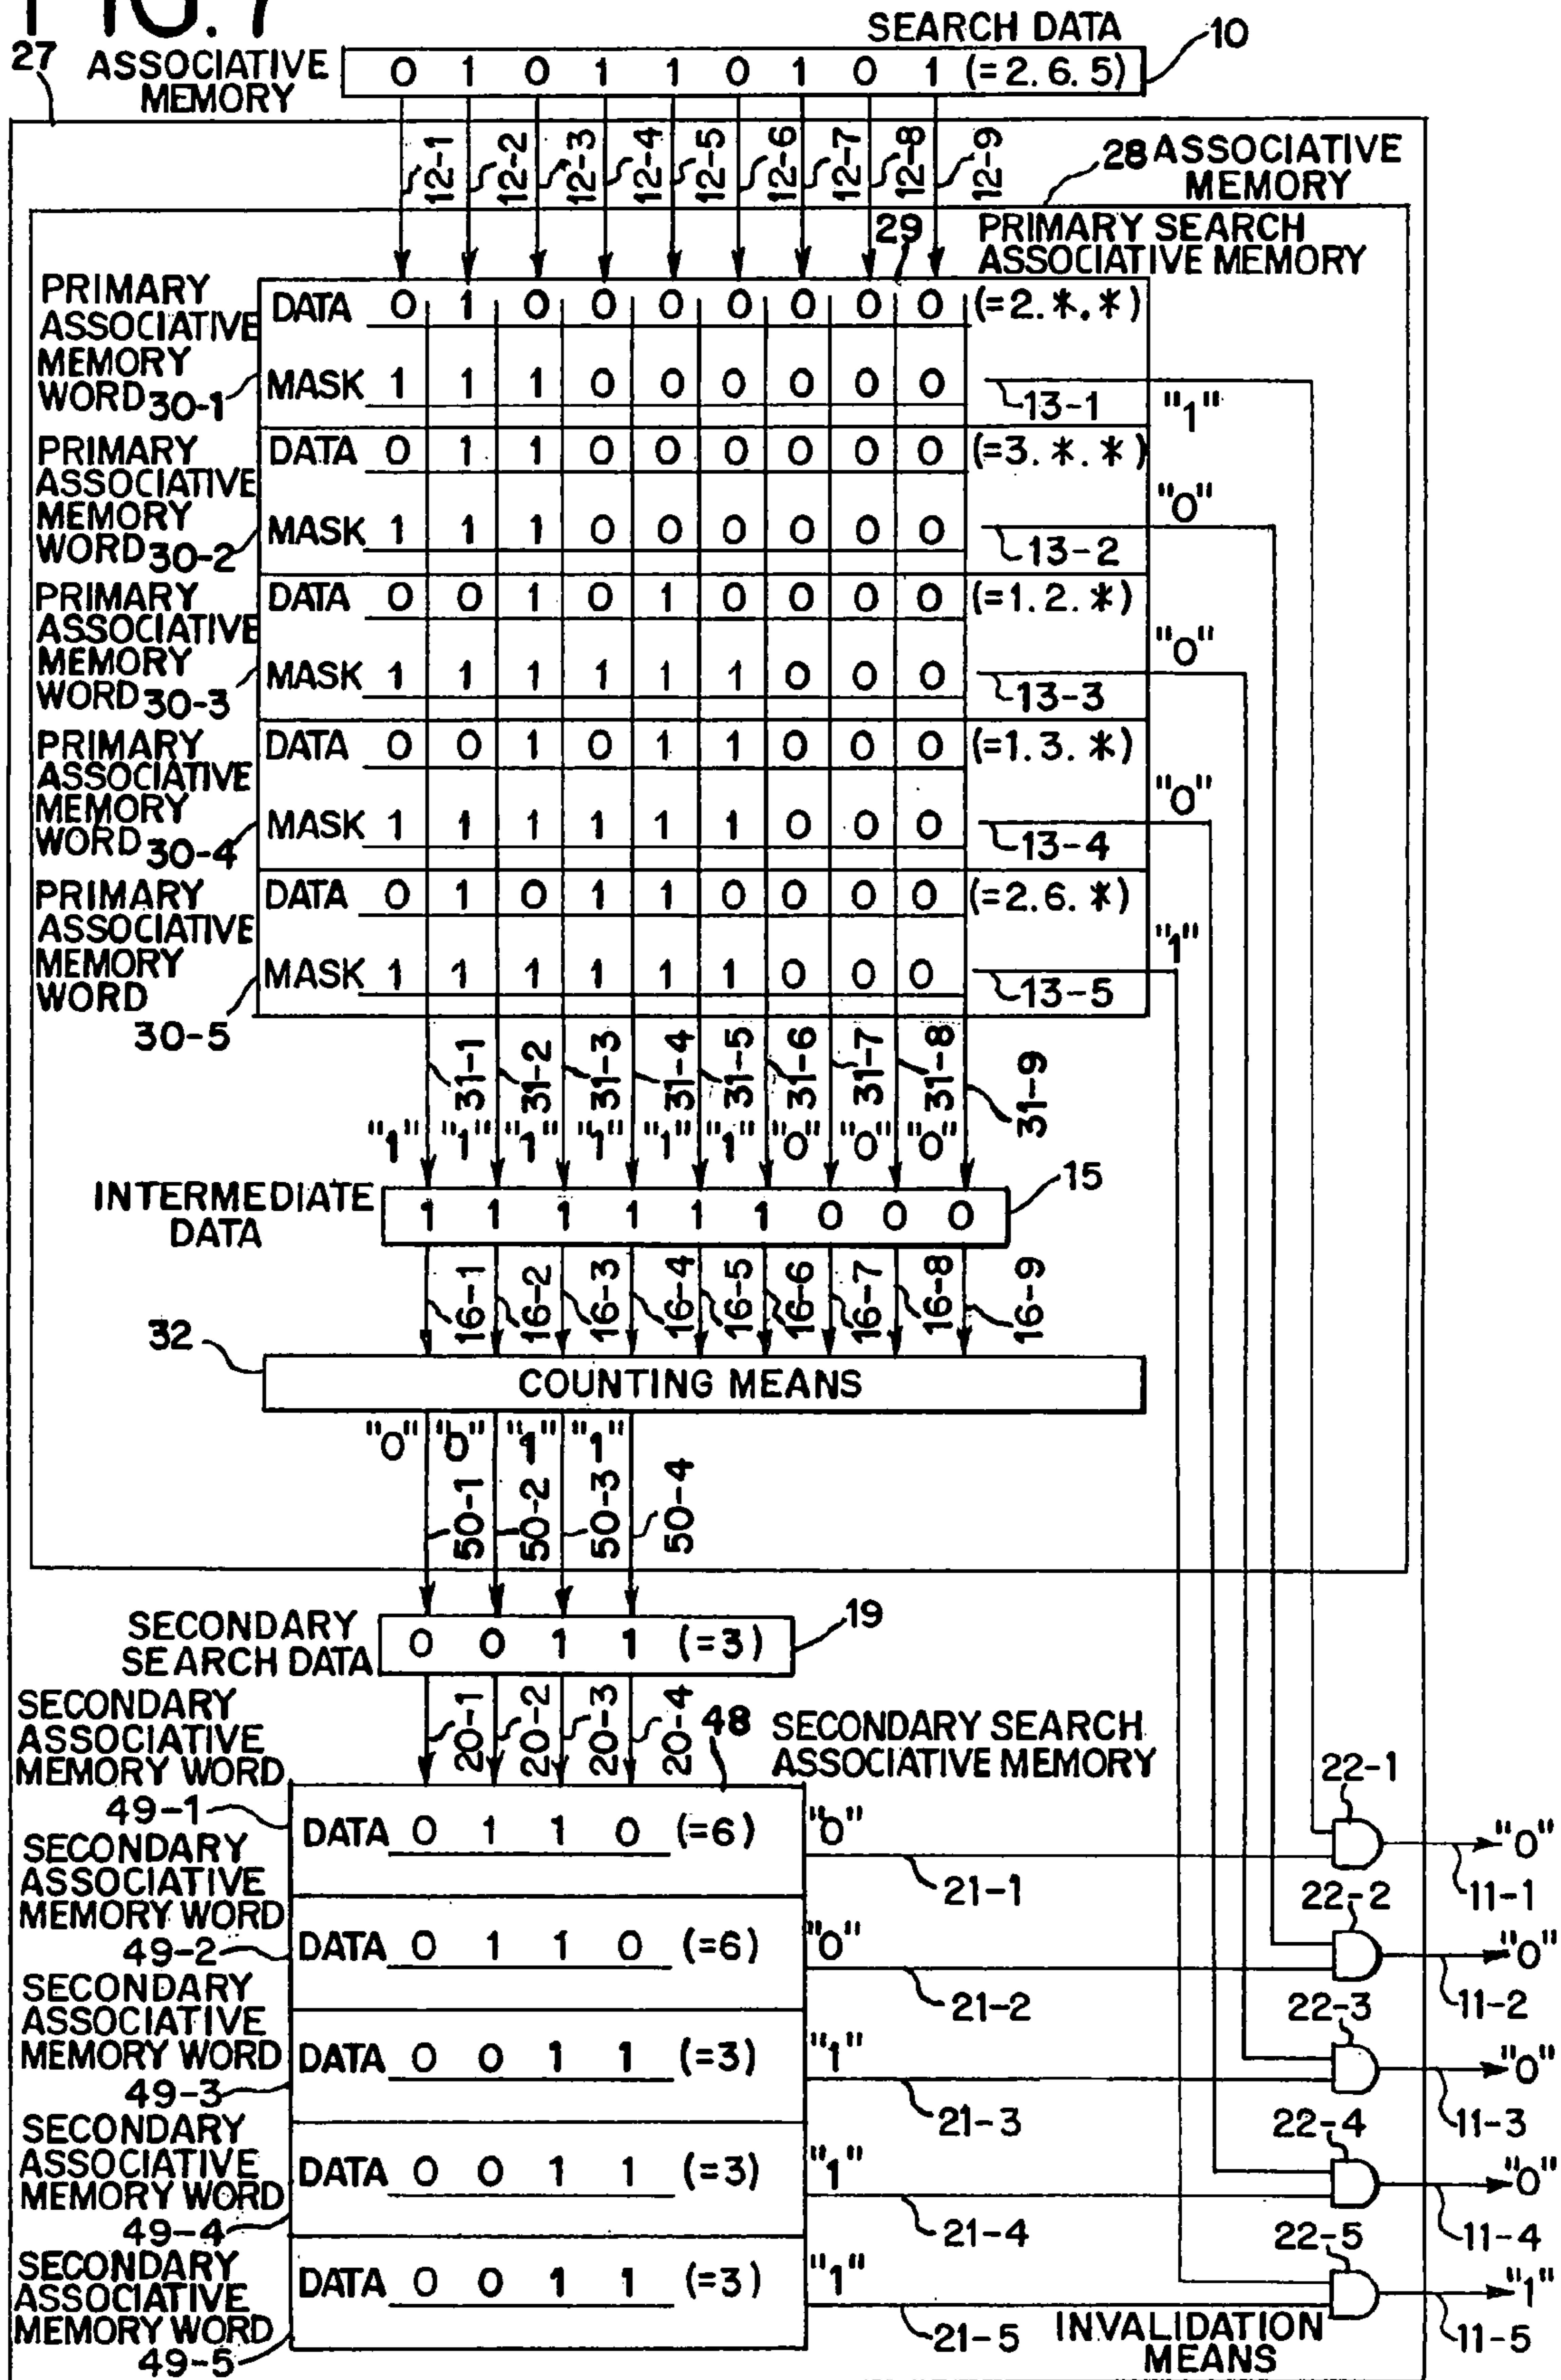 FIG. 7
SEARCH DATA
10
27
ASSOCIATIVE
MEMORY
0 1 0 1 1 0 1 0 1 (=2.6.5)
12-1 12-2 12-3 12-4 12-5 12-6 12-7 12-8 12-9
28 ASSOCIATIVE
MEMORY
29
PRIMARY SEARCH
ASSOCIATIVE MEMORY
PRIMARY
ASSOCIATIVE
MEMORY
WORD 30-1
DATA 0 1 0 0 0 0 0 0 0 (=2.*.*)
MASK 1 1 1 0 0 0 0 0 0
13-1
"1"
PRIMARY
ASSOCIATIVE
MEMORY
WORD 30-2
DATA 0 1 1 0 0 0 0 0 0 (=3.*.*)
MASK 1 1 1 0 0 0 0 0 0
13-2
"0"
PRIMARY
ASSOCIATIVE
MEMORY
WORD 30-3
DATA 0 0 1 0 1 0 0 0 0 (=1.2.*)
MASK 1 1 1 1 1 1 0 0 0
13-3
"0"
PRIMARY
ASSOCIATIVE
MEMORY
WORD 30-4
DATA 0 0 1 0 1 1 0 0 0 (=1.3.*)
MASK 1 1 1 1 1 1 0 0 0
13-4
"0"
PRIMARY
ASSOCIATIVE
MEMORY
WORD
30-5
DATA 0 1 0 1 1 0 0 0 0 (=2.6.*)
MASK 1 1 1 1 1 1 0 0 0
13-5
"1"
31-1 31-2 31-3 31-4 31-5 31-6 31-7 31-8 31-9
"1" "1" "1" "1" "1" "1" "0" "0" "0"
15
INTERMEDIATE
DATA
1 1 1 1 1 1 0 0 0
16-1 16-2 16-3 16-4 16-5 16-6 16-7 16-8 16-9
32
COUNTING MEANS
"0" "0" "1" "1"
50-1 50-2 50-3 50-4
SECONDARY
SEARCH DATA
0 0 1 1 (=3)
19
20-1 20-2 20-3 20-4
48
SECONDARY SEARCH
ASSOCIATIVE MEMORY
SECONDARY
ASSOCIATIVE
MEMORY WORD
49-1
DATA 0 1 1 0 (=6)
"0"
21-1
22-1
"0"
11-1
SECONDARY
ASSOCIATIVE
MEMORY WORD
49-2
DATA 0 1 1 0 (=6)
"0"
21-2
22-2
"0"
11-2
SECONDARY
ASSOCIATIVE
MEMORY WORD
49-3
DATA 0 0 1 1 (=3)
"1"
21-3
22-3
"0"
11-3
SECONDARY
ASSOCIATIVE
MEMORY WORD
49-4
DATA 0 0 1 1 (=3)
"1"
21-4
22-4
"0"
11-4
SECONDARY
ASSOCIATIVE
MEMORY WORD
49-5
DATA 0 0 1 1 (=3)
"1"
21-5
22-5
"1"
11-5
INVALIDATION
MEANS